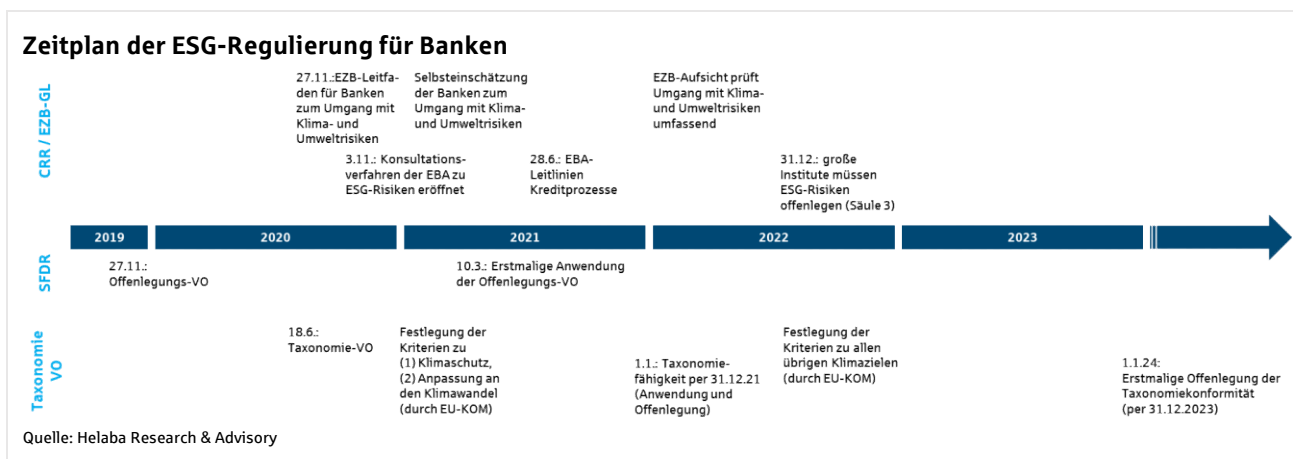 Zeitplan der ESG-Regulierung für Banken
CRR / EZB-GL
27.11.:EZB-Leitfa-
den für Banken
zum Umgang mit
Klima- und
Umweltrisiken
Selbsteinschätzung
der Banken zum
Umgang mit Klima-
und Umweltrisiken
EZB-Aufsicht prüft
Umgang mit Klima-
und Umweltrisiken
umfassend
3.11.: Konsultations-
verfahren der EBA zu
ESG-Risiken eröffnet
28.6.: EBA-
Leitlinien
Kreditprozesse
31.12.: große
Institute müssen
ESG-Risiken
offenlegen (Säule 3)
2019
2020
2021
2022
2023
SFDR
27.11.:
Offenlegungs-VO
10.3.: Erstmalige Anwendung
der Offenlegungs-VO
Taxonomie
VO
18.6.:
Taxonomie-VO
Festlegung der
Kriterien zu
(1) Klimaschutz,
(2) Anpassung an
den Klimawandel
(durch EU-KOM)
1.1.: Taxonomie-
fähigkeit per 31.12.21
(Anwendung und
Offenlegung)
Festlegung der
Kriterien zu allen
übrigen Klimazielen
(durch EU-KOM)
1.1.24:
Erstmalige Offenlegung der
Taxonomiekonformität
(per 31.12.2023)
Quelle: Helaba Research & Advisory